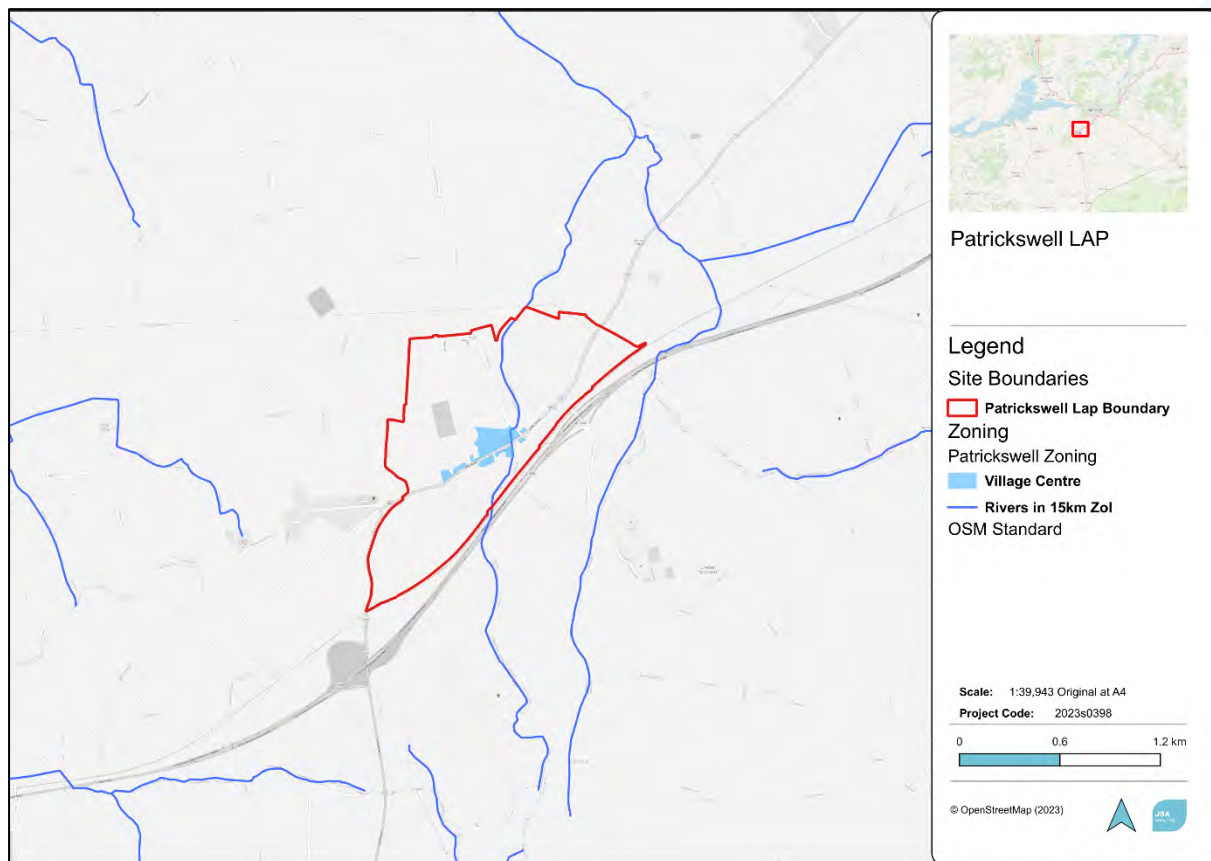 Patrickswell LAP
Legend
Site Boundaries
Patrickswell Lap Boundary
Zoning
Patrickswell Zoning
Village Centre
Rivers in 15km ZoI
OSM Standard
Scale: 1:39,943 Original at A4
Project Code: 2023s0398
0 0.6 1.2 km
© OpenStreetMap (2023)
JBA